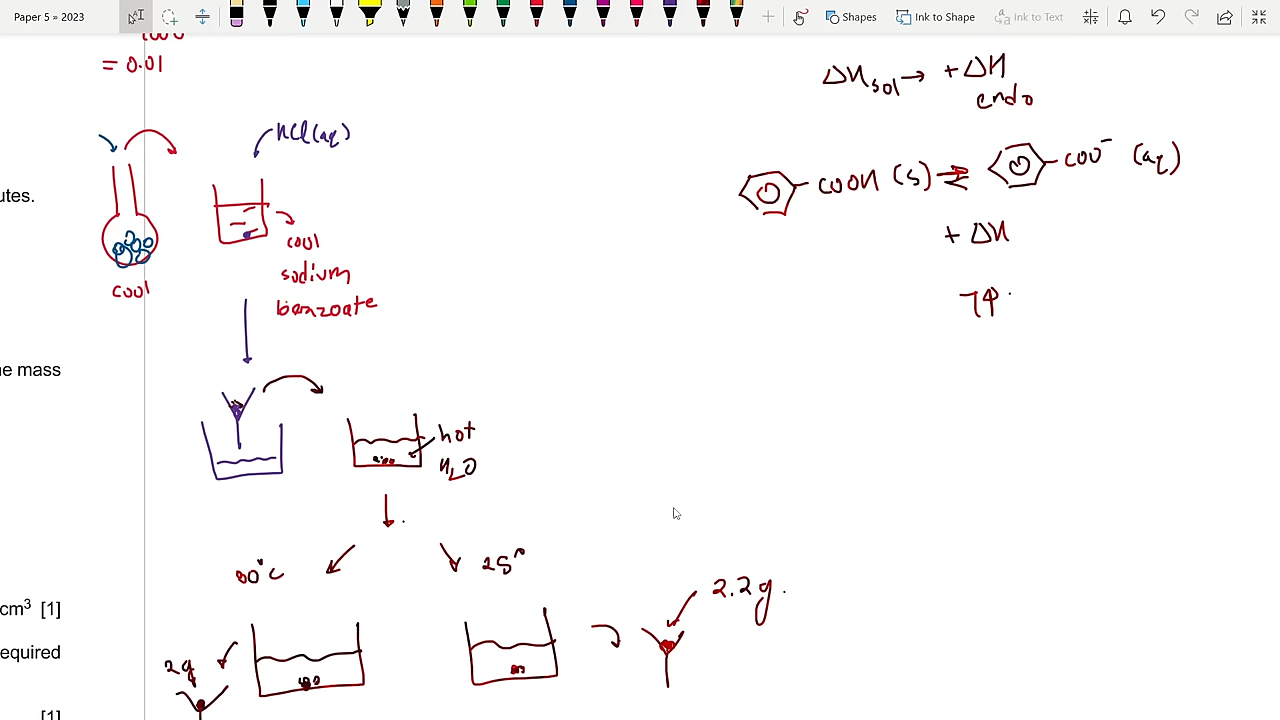 Paper 5 » 2023
Shapes
Ink to Shape
Ink to Text
1000
= 0.01
HCl(aq)
cool
cool
sodium
benzoate
utes.
ne mass
hot
H2O
80°C
25°
2g
2.2g.
cm³ [1]
equired
[1]
ΔHsol → +ΔH
endo
COOH (s) ⇌ COO⁻ (aq)
+ ΔH
T↑